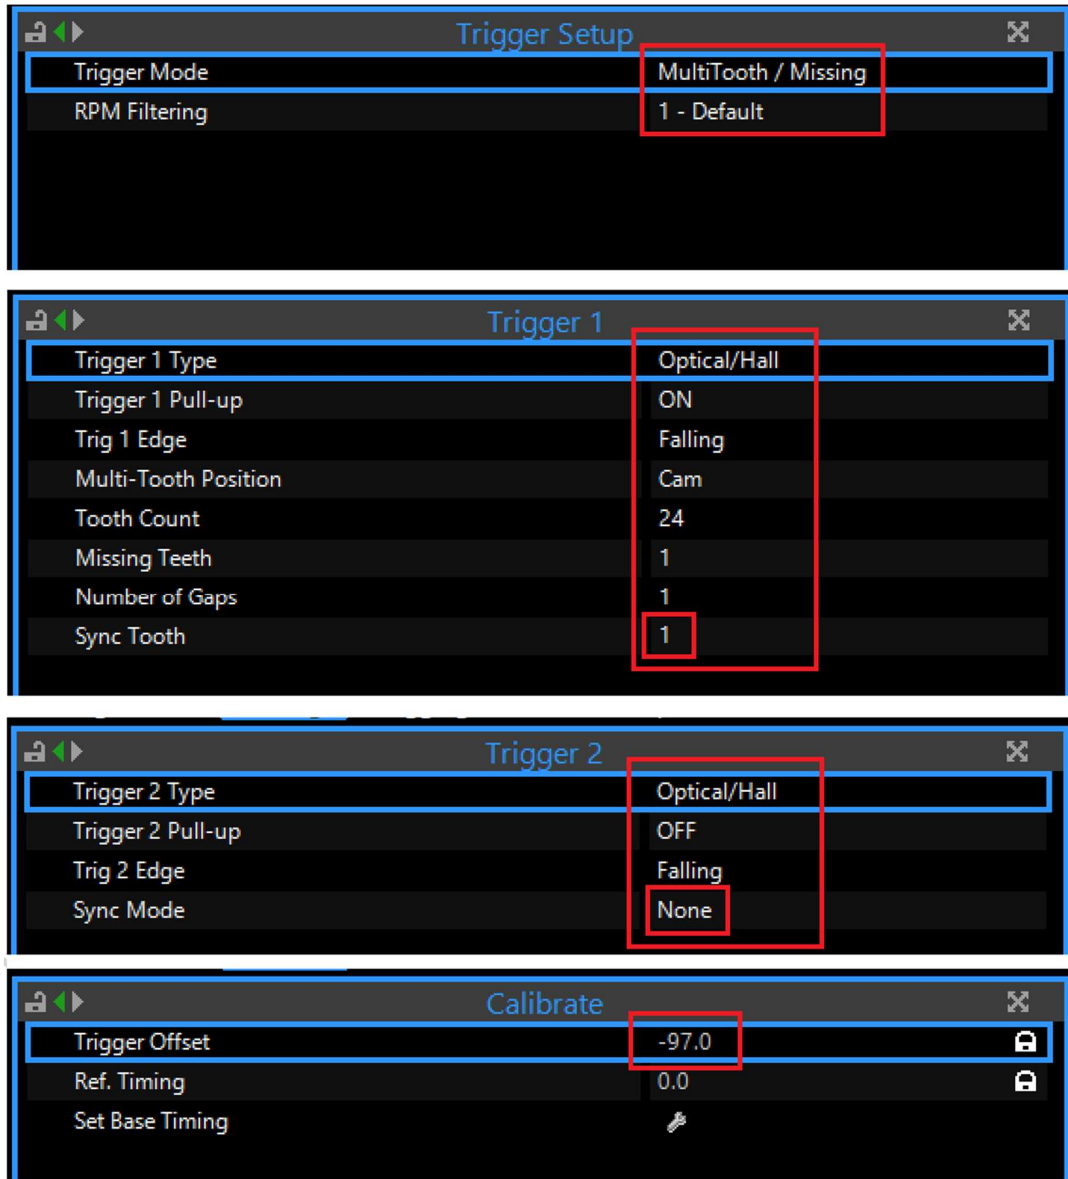 Trigger Setup
Trigger Mode MultiTooth / Missing
RPM Filtering 1 - Default
Trigger 1
Trigger 1 Type Optical/Hall
Trigger 1 Pull-up ON
Trig 1 Edge Falling
Multi-Tooth Position Cam
Tooth Count 24
Missing Teeth 1
Number of Gaps 1
Sync Tooth 1
Trigger 2
Trigger 2 Type Optical/Hall
Trigger 2 Pull-up OFF
Trig 2 Edge Falling
Sync Mode None
Calibrate
Trigger Offset -97.0
Ref. Timing 0.0
Set Base Timing